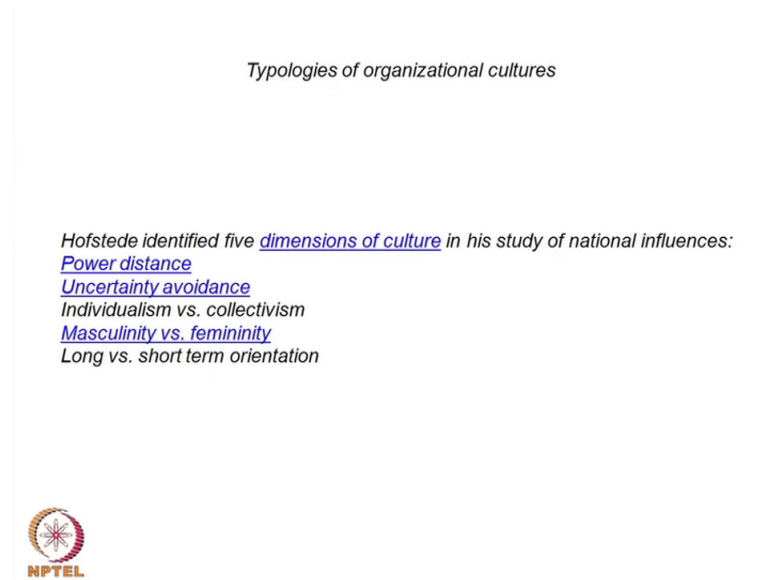 Typologies of organizational cultures
Hofstede identified five dimensions of culture in his study of national influences:
Power distance
Uncertainty avoidance
Individualism vs. collectivism
Masculinity vs. femininity
Long vs. short term orientation
NPTEL